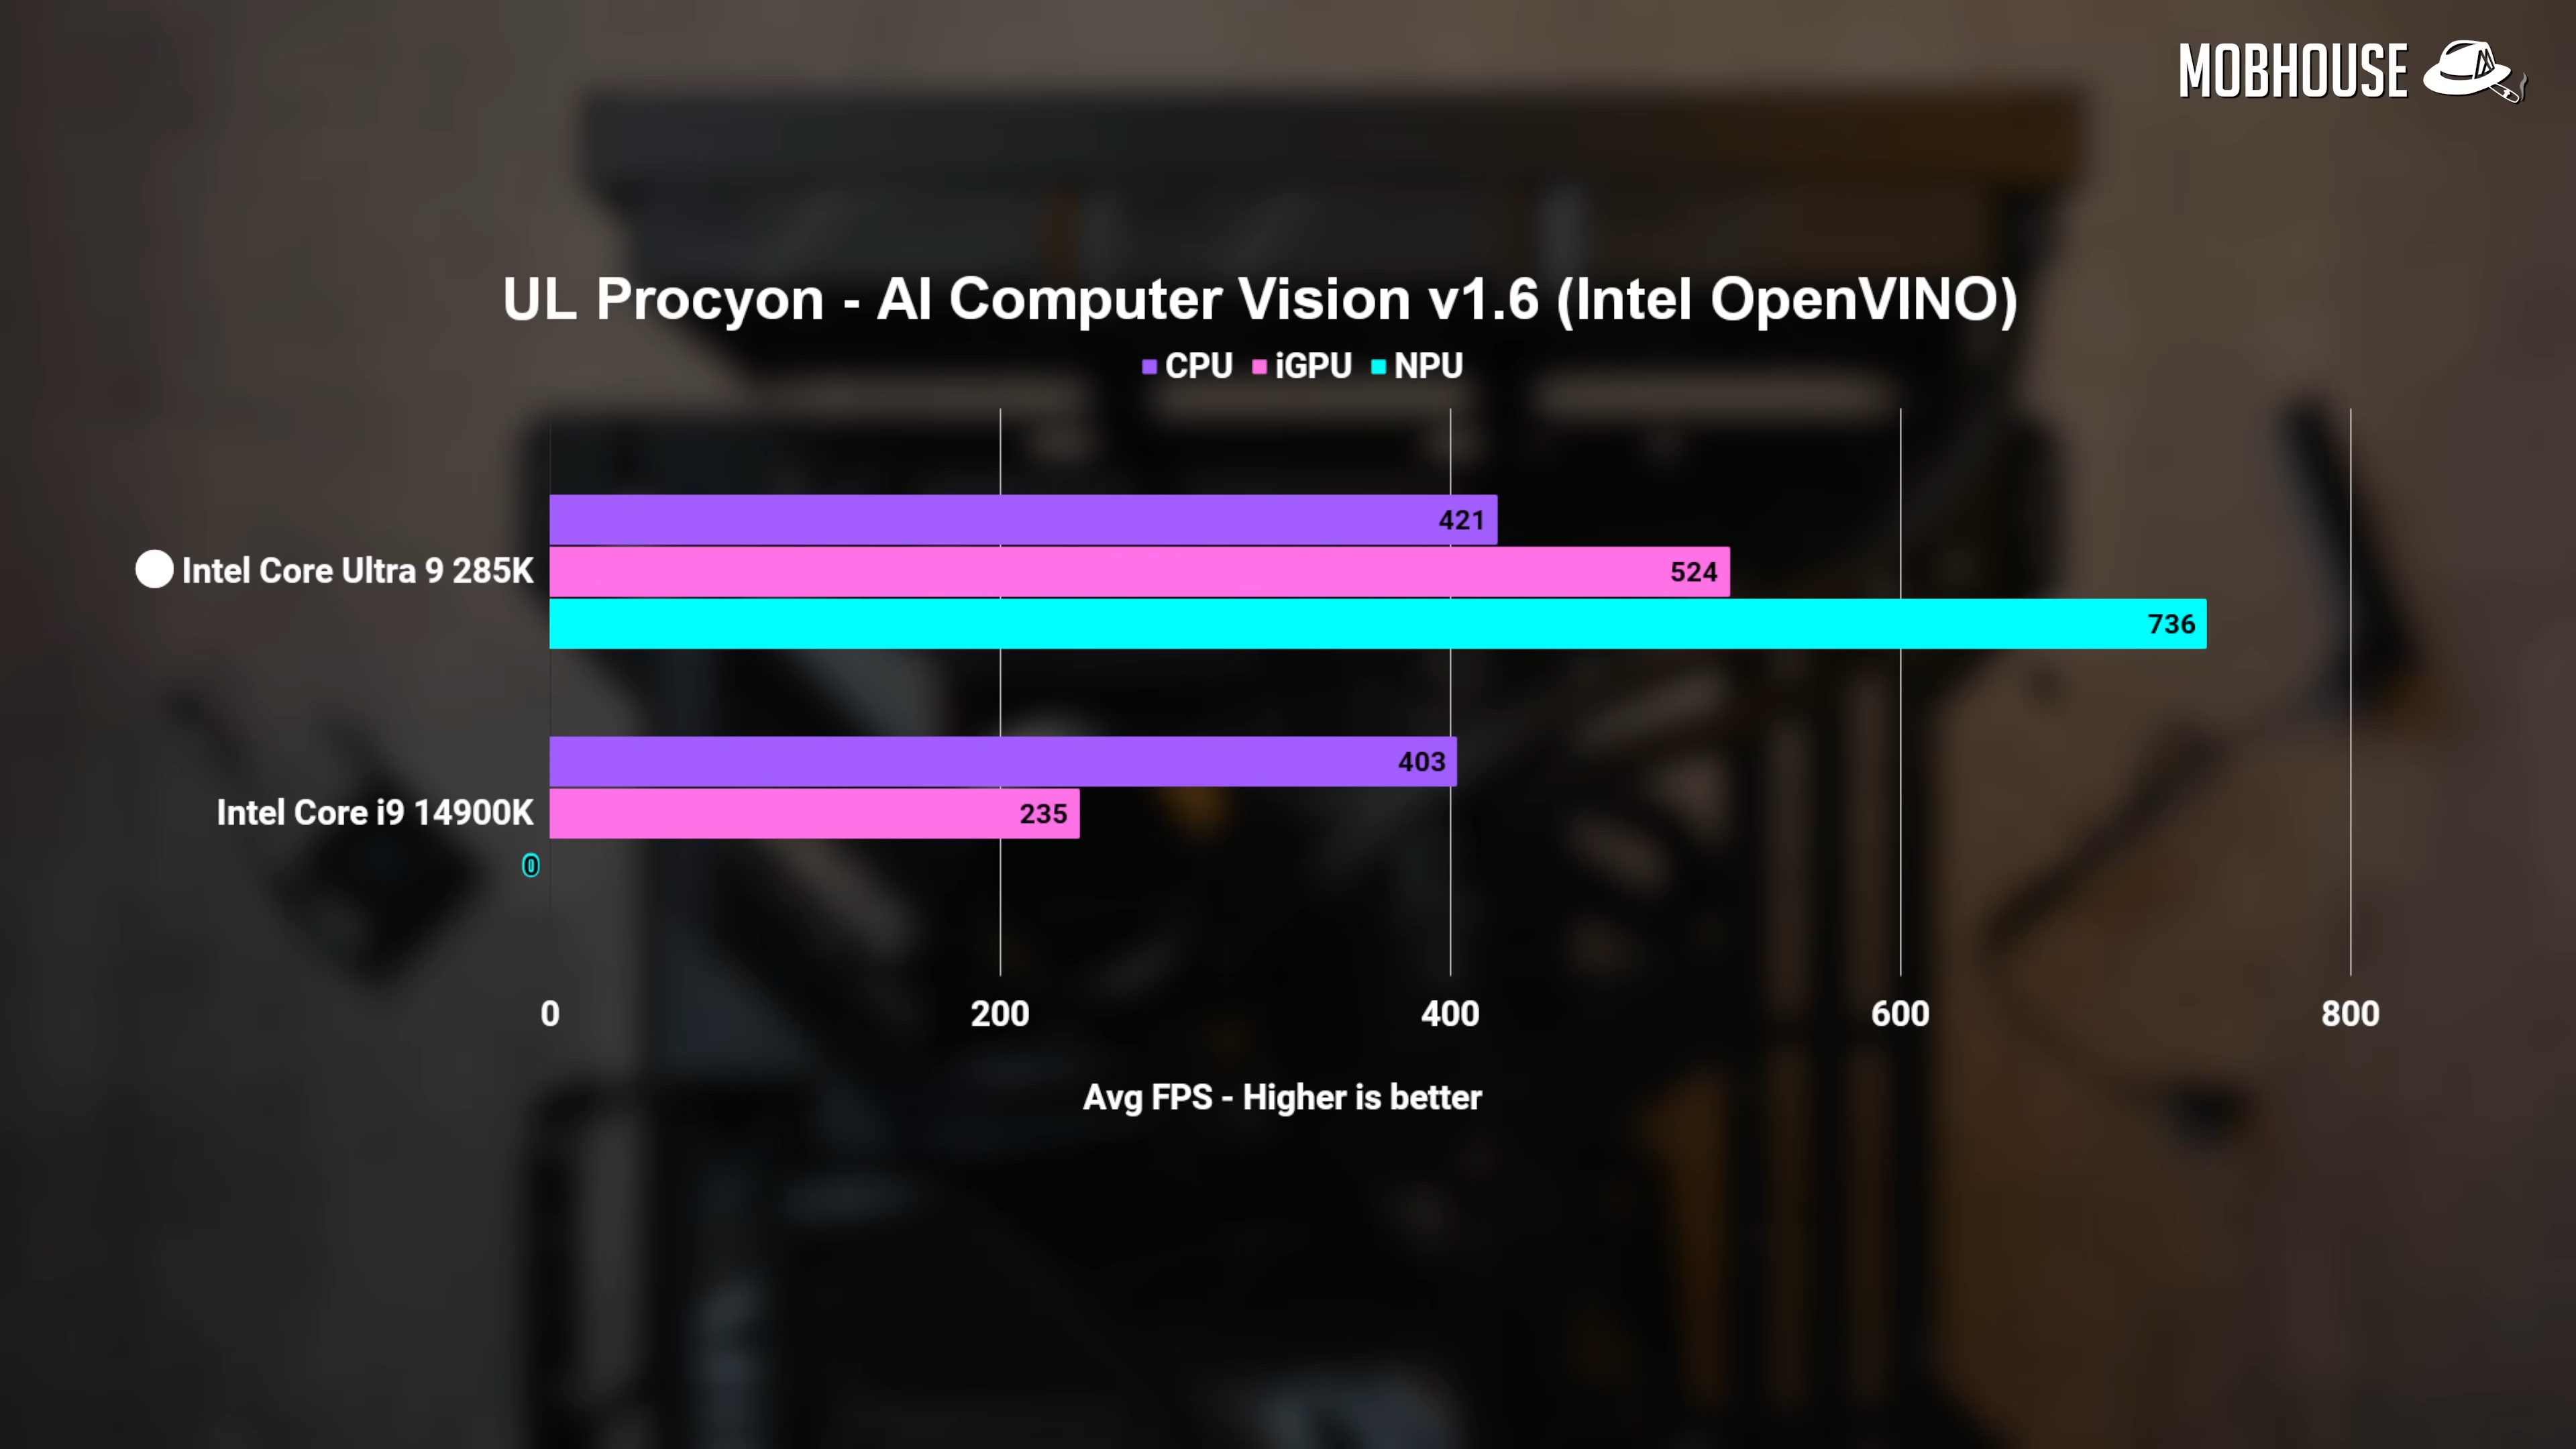 MOBHOUSE
UL Procyon - AI Computer Vision v1.6 (Intel OpenVINO)
CPU iGPU NPU
421
Intel Core Ultra 9 285K 524
736
403
Intel Core i9 14900K 235
0
0 200 400 600 800
Avg FPS - Higher is better